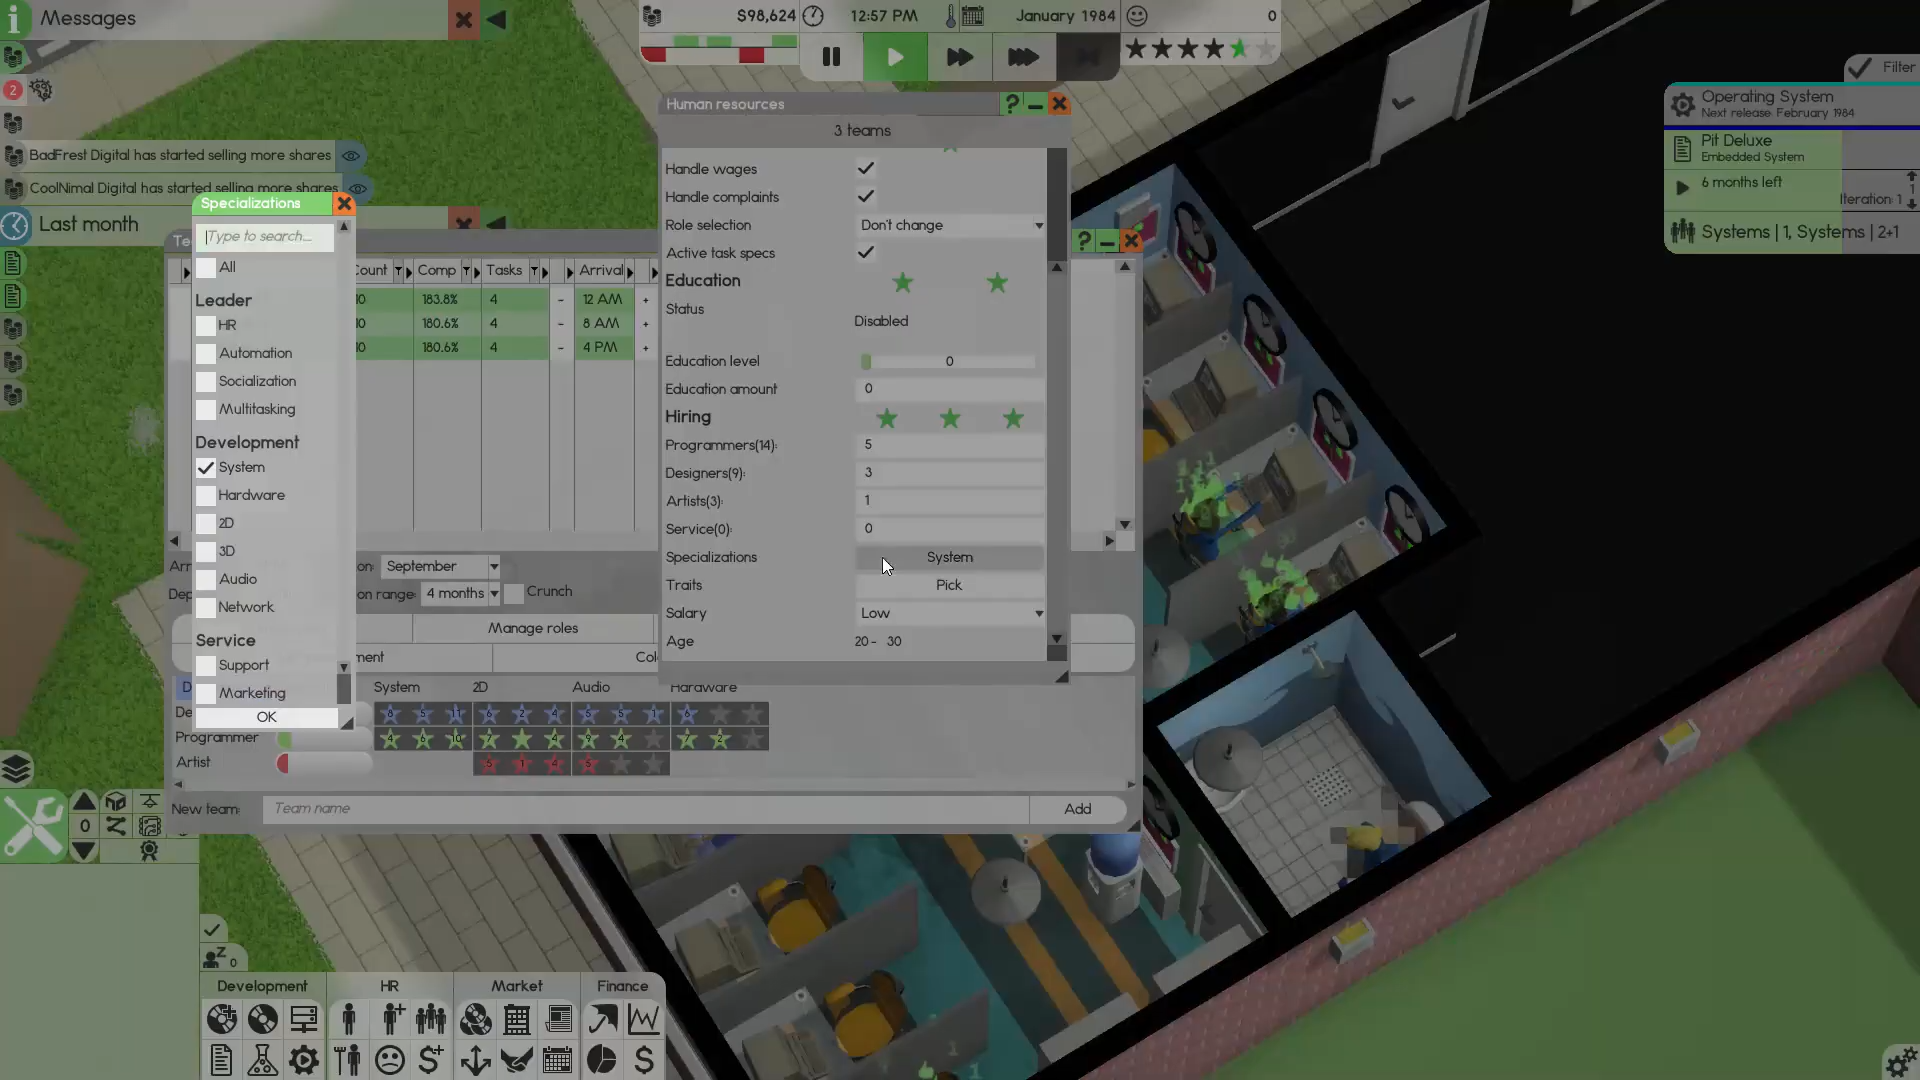 Messages
$98,624
12:57 PM
January 1984
0
2
BadFrest Digital has started selling more shares
CoolNimal Digital has started selling more shares
Last month
Filter
Operating System
Next release: February 1984
Pit Deluxe
Embedded System
6 months left
1
Iteration: 1
Systems | 1, Systems | 2+1
Human resources
?
3 teams
Handle wages
Handle complaints
Role selection
Don't change
Active task specs
Education
Status
Disabled
Education level
0
Education amount
0
Hiring
Programmers(14):
5
Designers(9):
3
Artists(3):
1
Service(0):
0
Specializations
System
Traits
Pick
Salary
Low
Age
20 - 30
Specializations
Type to search...
All
Leader
HR
Automation
Socialization
Multitasking
Development
System
Hardware
2D
3D
Audio
Network
Service
Support
Marketing
OK
?
Comp
Tasks
Arrival
183.8%
4
-
12 AM
+
180.6%
4
-
8 AM
+
180.6%
4
-
4 PM
+
September
4 months
Crunch
Manage roles
System
2D
Audio
Hardware
Programmer
Artist
New team:
Team name
Add
0
0
Development
HR
Market
Finance